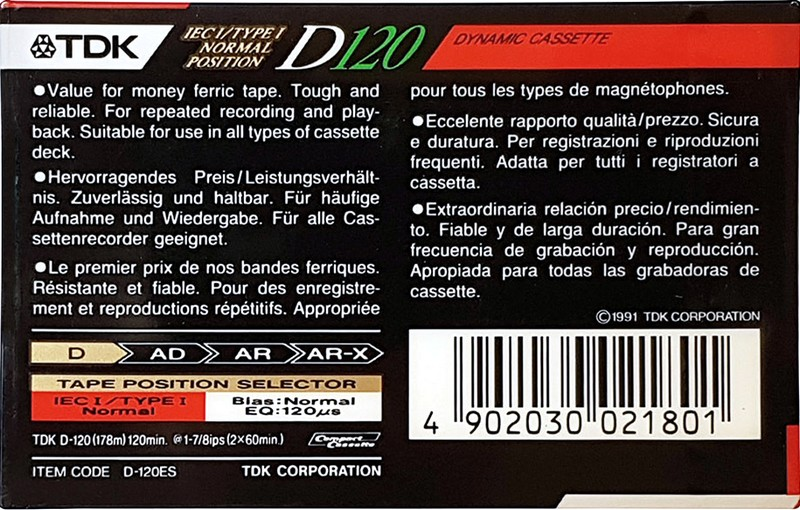 TDK
IEC I/TYPE I
NORMAL
POSITION
D120
DYNAMIC CASSETTE
●Value for money ferric tape. Tough and
reliable. For repeated recording and play-
back. Suitable for use in all types of cassette
deck.
●Hervorragendes Preis/Leistungsverhält-
nis. Zuverlässig und haltbar. Für häufige
Aufnahme und Wiedergabe. Für alle Cas-
settenrecorder geeignet.
●Le premier prix de nos bandes ferriques.
Résistante et fiable. Pour des enregistre-
ment et reproductions répétitifs. Appropriée
pour tous les types de magnétophones.
●Eccelente rapporto qualità/prezzo. Sicura
e duratura. Per registrazioni e riproduzioni
frequenti. Adatta per tutti i registratori a
cassetta.
●Extraordinaria relación precio/rendimien-
to. Fiable y de larga duración. Para gran
frecuencia de grabación y reproducción.
Apropiada para todas las grabadoras de
cassette.
©1991 TDK CORPORATION
D AD AR AR-X
TAPE POSITION SELECTOR
IEC I/TYPE I
Normal
Bias:Normal
EQ:120μs
TDK D-120(178m)120min. @1-7/8ips(2×60min.)
Compact
Cassette
ITEM CODE D-120ES
TDK CORPORATION
4 902030 021801